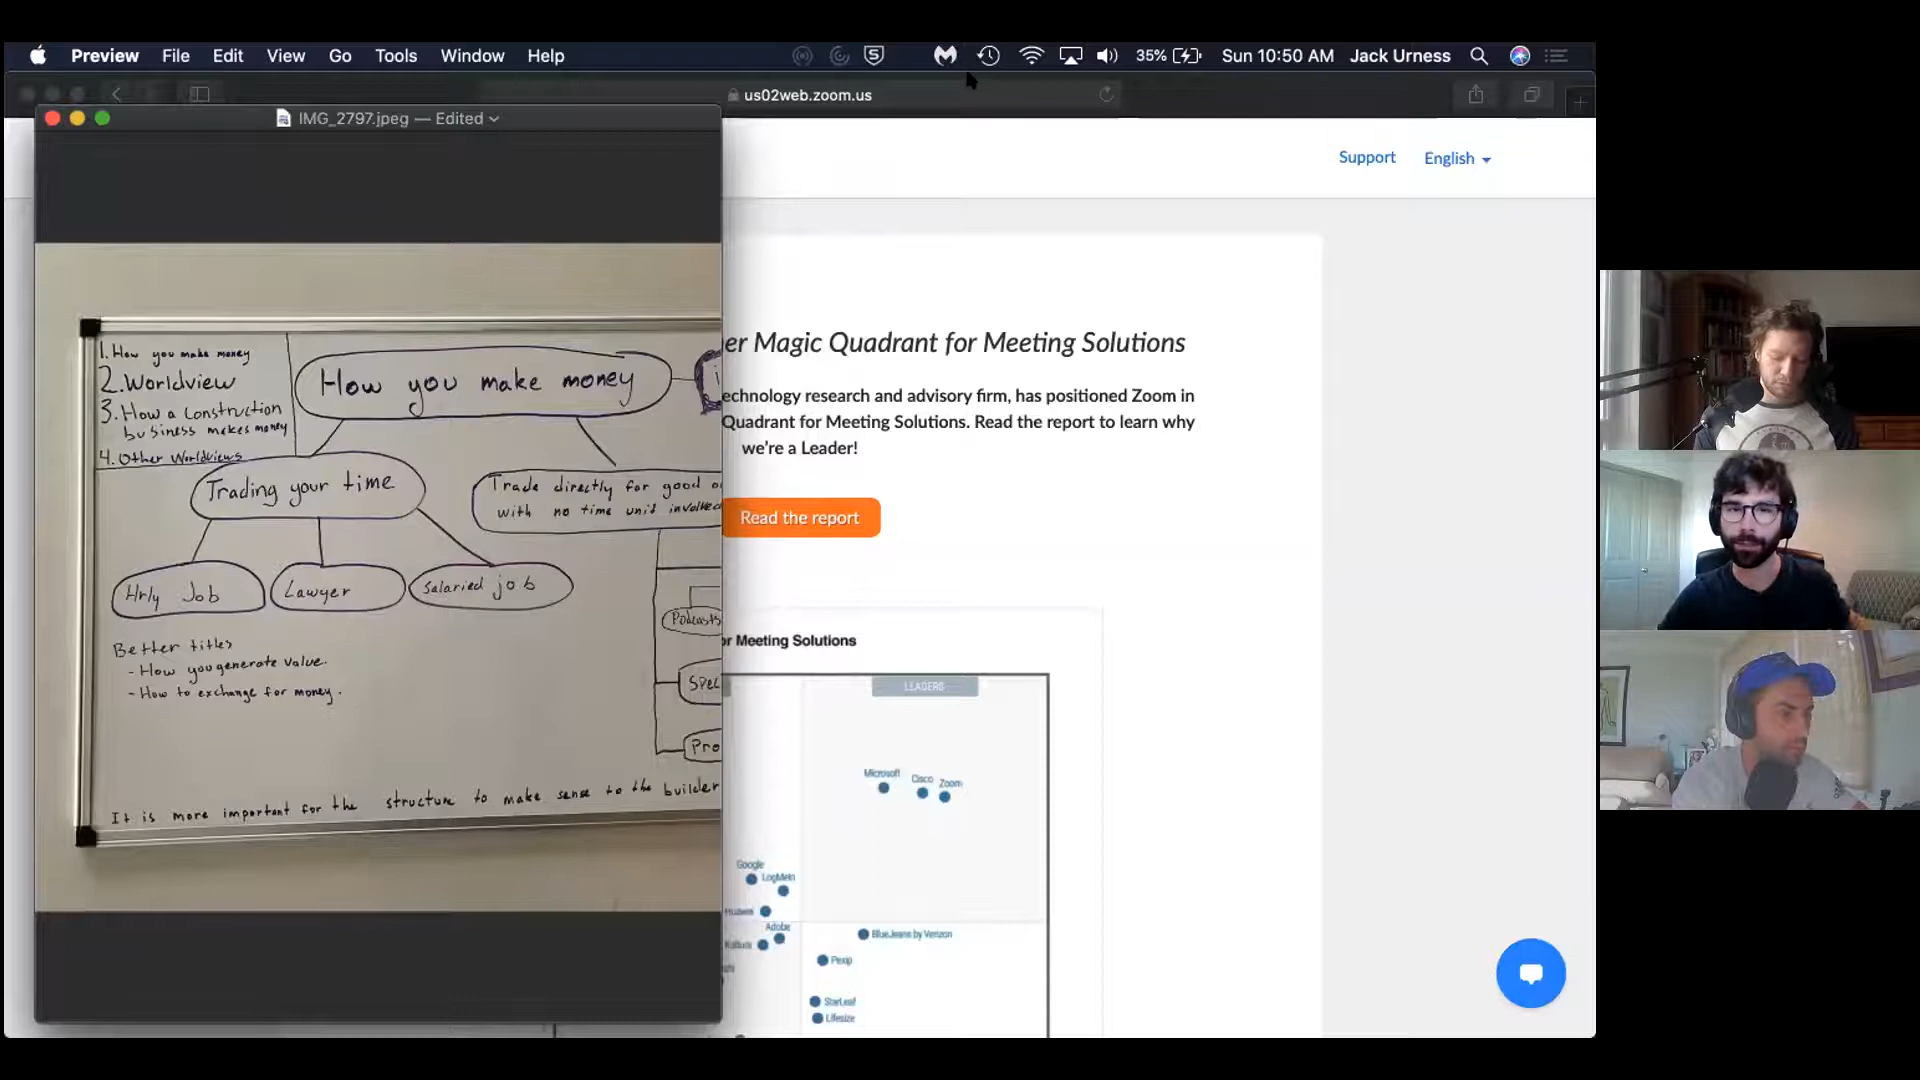 Preview File Edit View Go Tools Window Help
35% Sun 10:50 AM Jack Urness
us02web.zoom.us
IMG_2797.jpeg — Edited
Support English
1. How you make money
2. Worldview
3. How a construction
business makes money
4. Other Worldviews
How you make money
Trading your time
Trade directly for good o
with no time unit involved
Hrly Job
Lawyer
Salaried job
Podcasts
Spec
Pro
Better titles
- How you generate value.
- How to exchange for money.
It is more important for the structure to make sense to the builder
er Magic Quadrant for Meeting Solutions
echnology research and advisory firm, has positioned Zoom in
Quadrant for Meeting Solutions. Read the report to learn why
we're a Leader!
Read the report
or Meeting Solutions
LEADERS
Microsoft
Cisco
Zoom
Google
LogMeIn
Huawei
Adobe
BlueJeans by Verizon
Pexip
StarLeaf
Lifesize